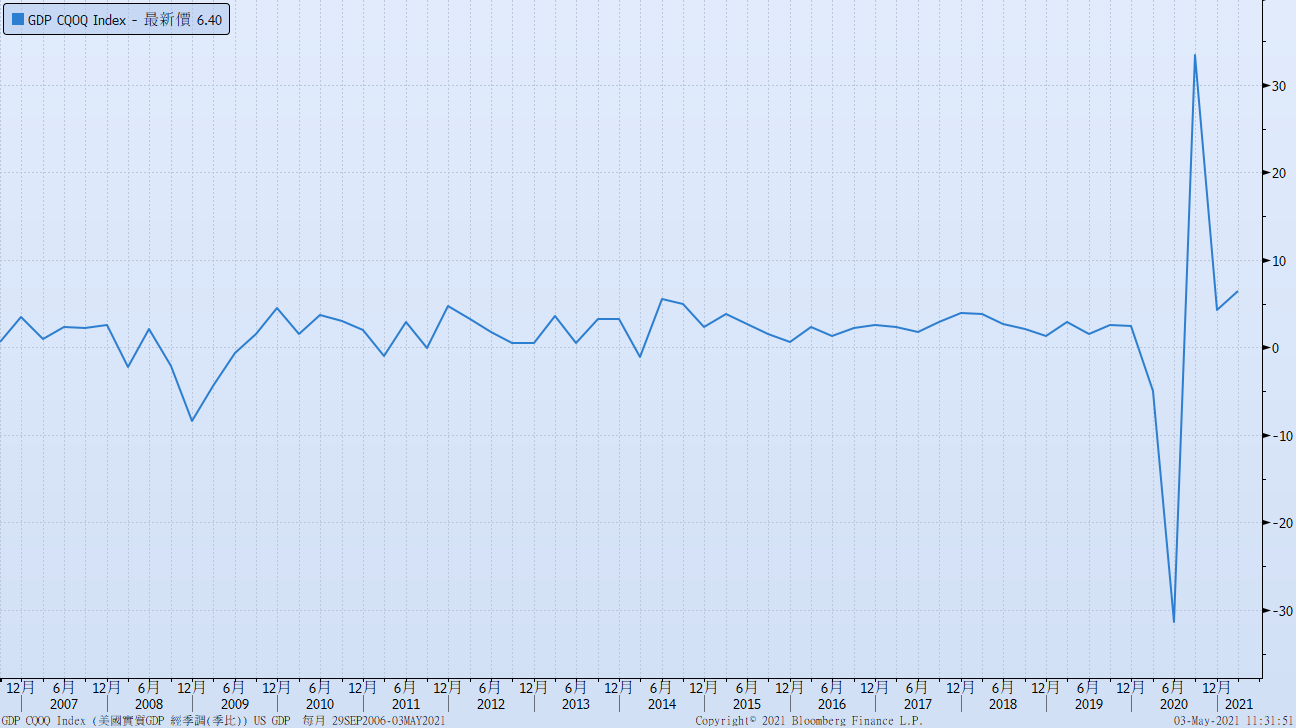 GDP CQOQ Index - 最新價 6.40
30
20
10
0
-10
-20
-30
12月 6月 12月 6月 12月 6月 12月 6月 12月 6月 12月 6月 12月 6月 12月 6月 12月 6月 12月 6月 12月 6月 12月 6月 12月 6月 12月 6月 12月
2007 2008 2009 2010 2011 2012 2013 2014 2015 2016 2017 2018 2019 2020 2021
GDP CQOQ Index (美國實質GDP 經季調(季比)) US GDP 每月 29SEP2006-03MAY2021 Copyright© 2021 Bloomberg Finance L.P. 03-May-2021 11:31:51